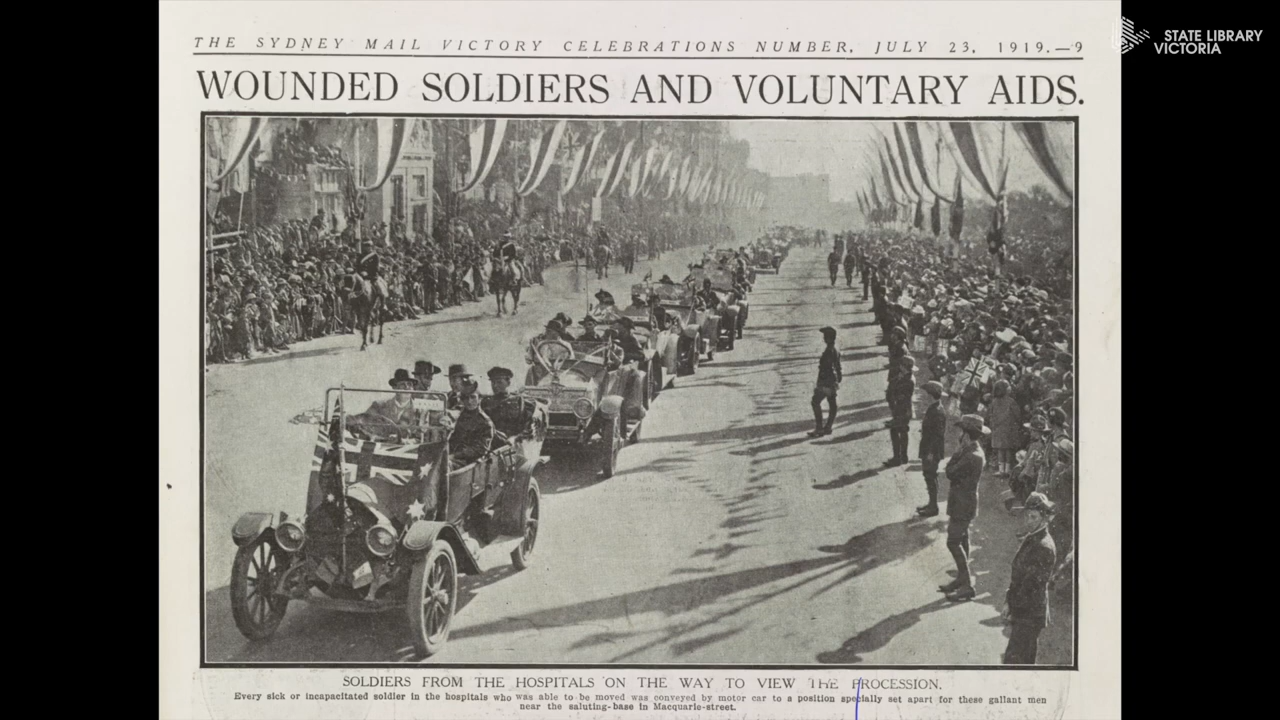 THE SYDNEY MAIL VICTORY CELEBRATIONS NUMBER, JULY 23, 1919.—9
STATE LIBRARY
VICTORIA
WOUNDED SOLDIERS AND VOLUNTARY AIDS.
SOLDIERS FROM THE HOSPITALS ON THE WAY TO VIEW THE PROCESSION.
Every sick or incapacitated soldier in the hospitals who was able to be moved was conveyed by motor car to a position specially set apart for these gallant men
near the saluting-base in Macquarie-street.